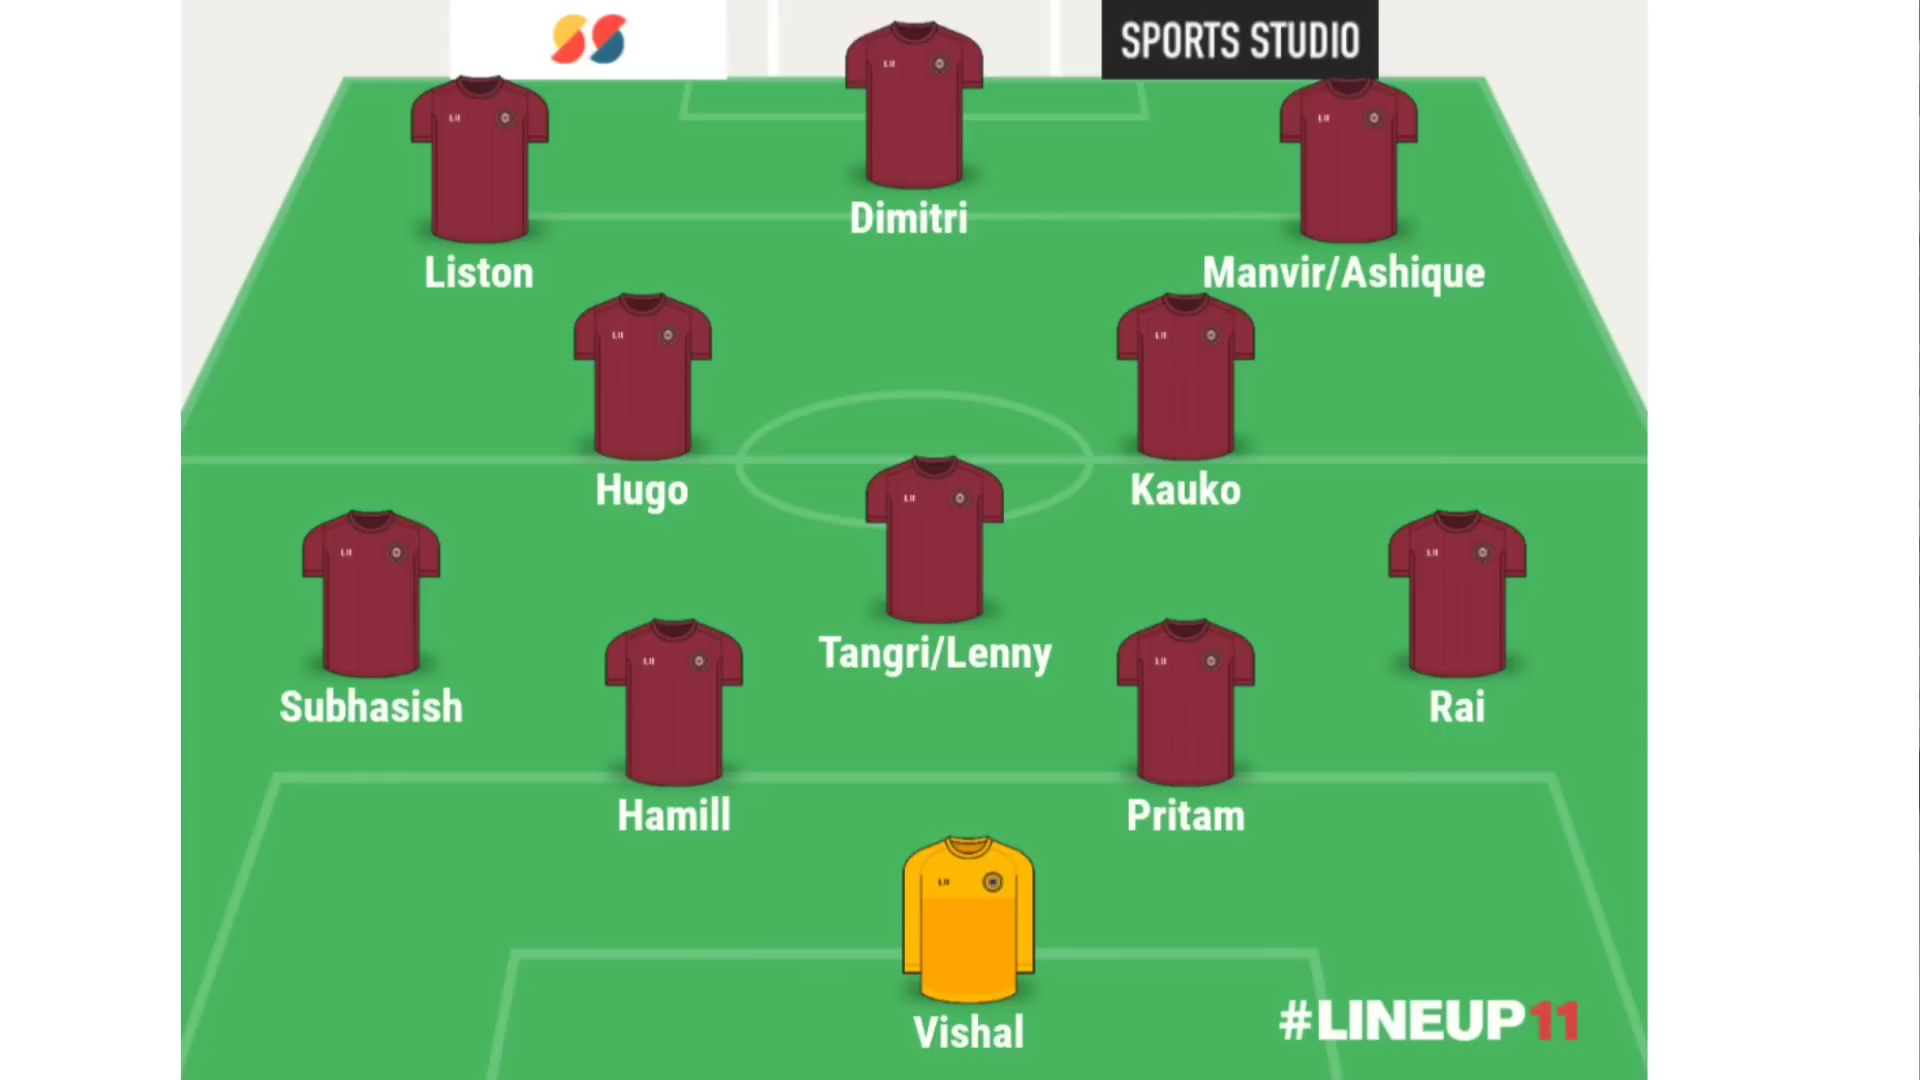 SPORTS STUDIO
Dimitri
Liston
Manvir/Ashique
Hugo
Kauko
Tangri/Lenny
Subhasish
Rai
Hamill
Pritam
Vishal
#LINEUP11